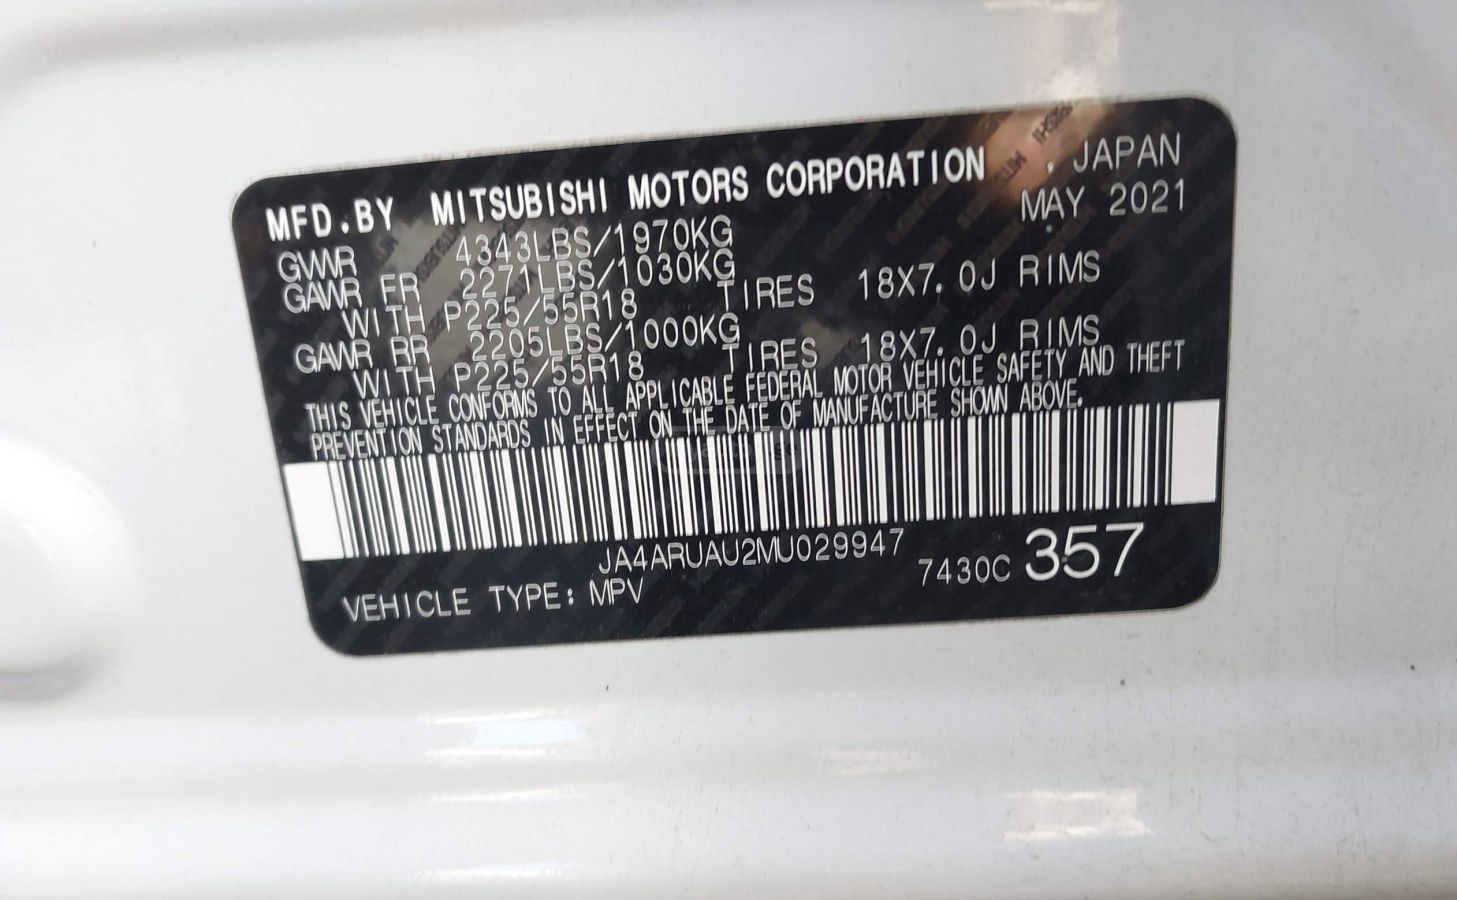 MFD.BY MITSUBISHI MOTORS CORPORATION , JAPAN
MAY 2021
GVWR 4343LBS/1970KG
GAWR FR 2271LBS/1030KG
WITH P225/55R18 TIRES 18X7.0J RIMS
GAWR RR 2205LBS/1000KG
WITH P225/55R18 TIRES 18X7.0J RIMS
THIS VEHICLE CONFORMS TO ALL APPLICABLE FEDERAL MOTOR VEHICLE SAFETY AND THEFT
PREVENTION STANDARDS IN EFFECT ON THE DATE OF MANUFACTURE SHOWN ABOVE.
JA4ARUAU2MU029947
7430C 357
VEHICLE TYPE: MPV